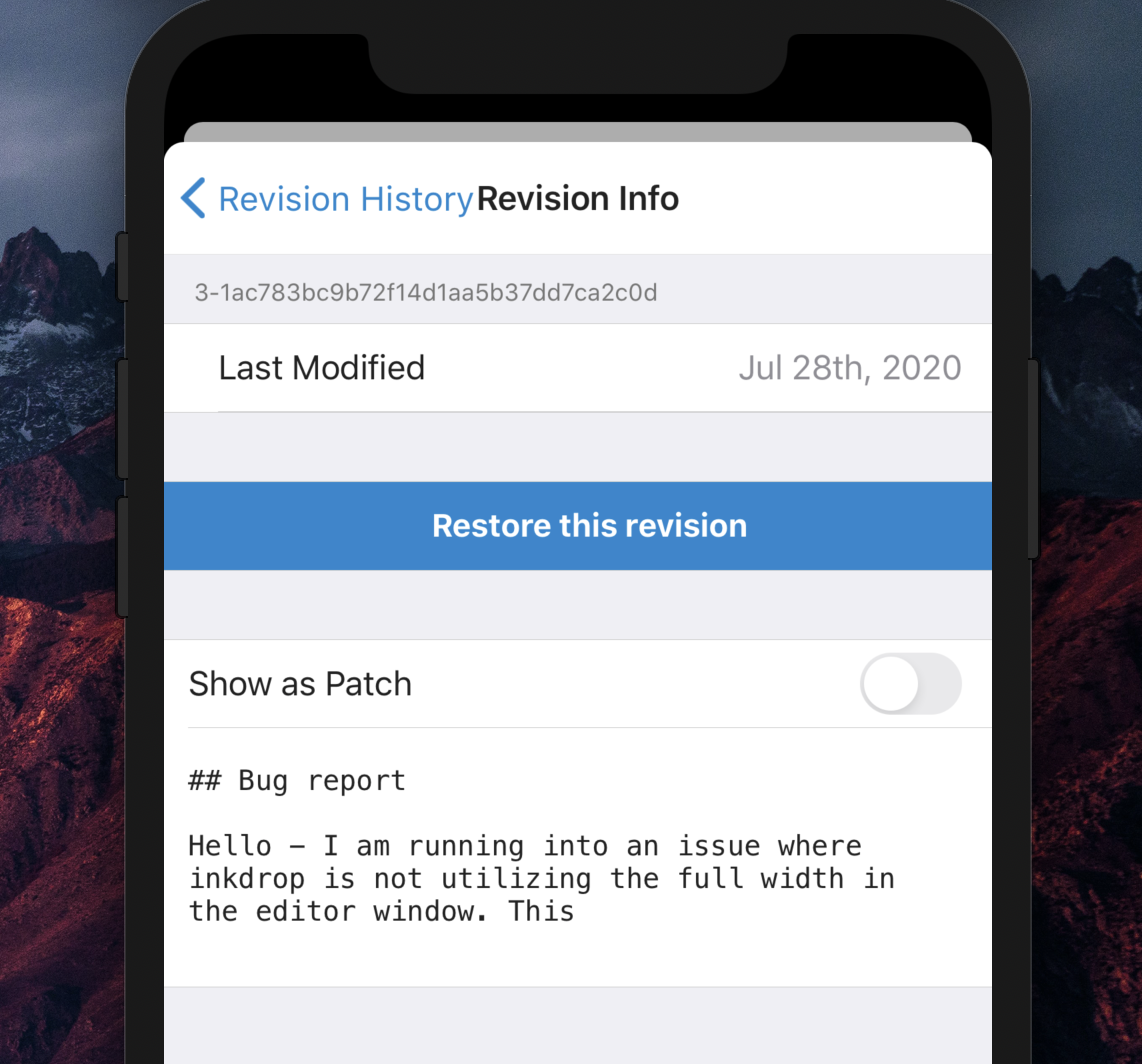 Revision History Revision Info
3-1ac783bc9b72f14d1aa5b37dd7ca2c0d
Last Modified Jul 28th, 2020
Restore this revision
Show as Patch
## Bug report
Hello – I am running into an issue where
inkdrop is not utilizing the full width in
the editor window. This